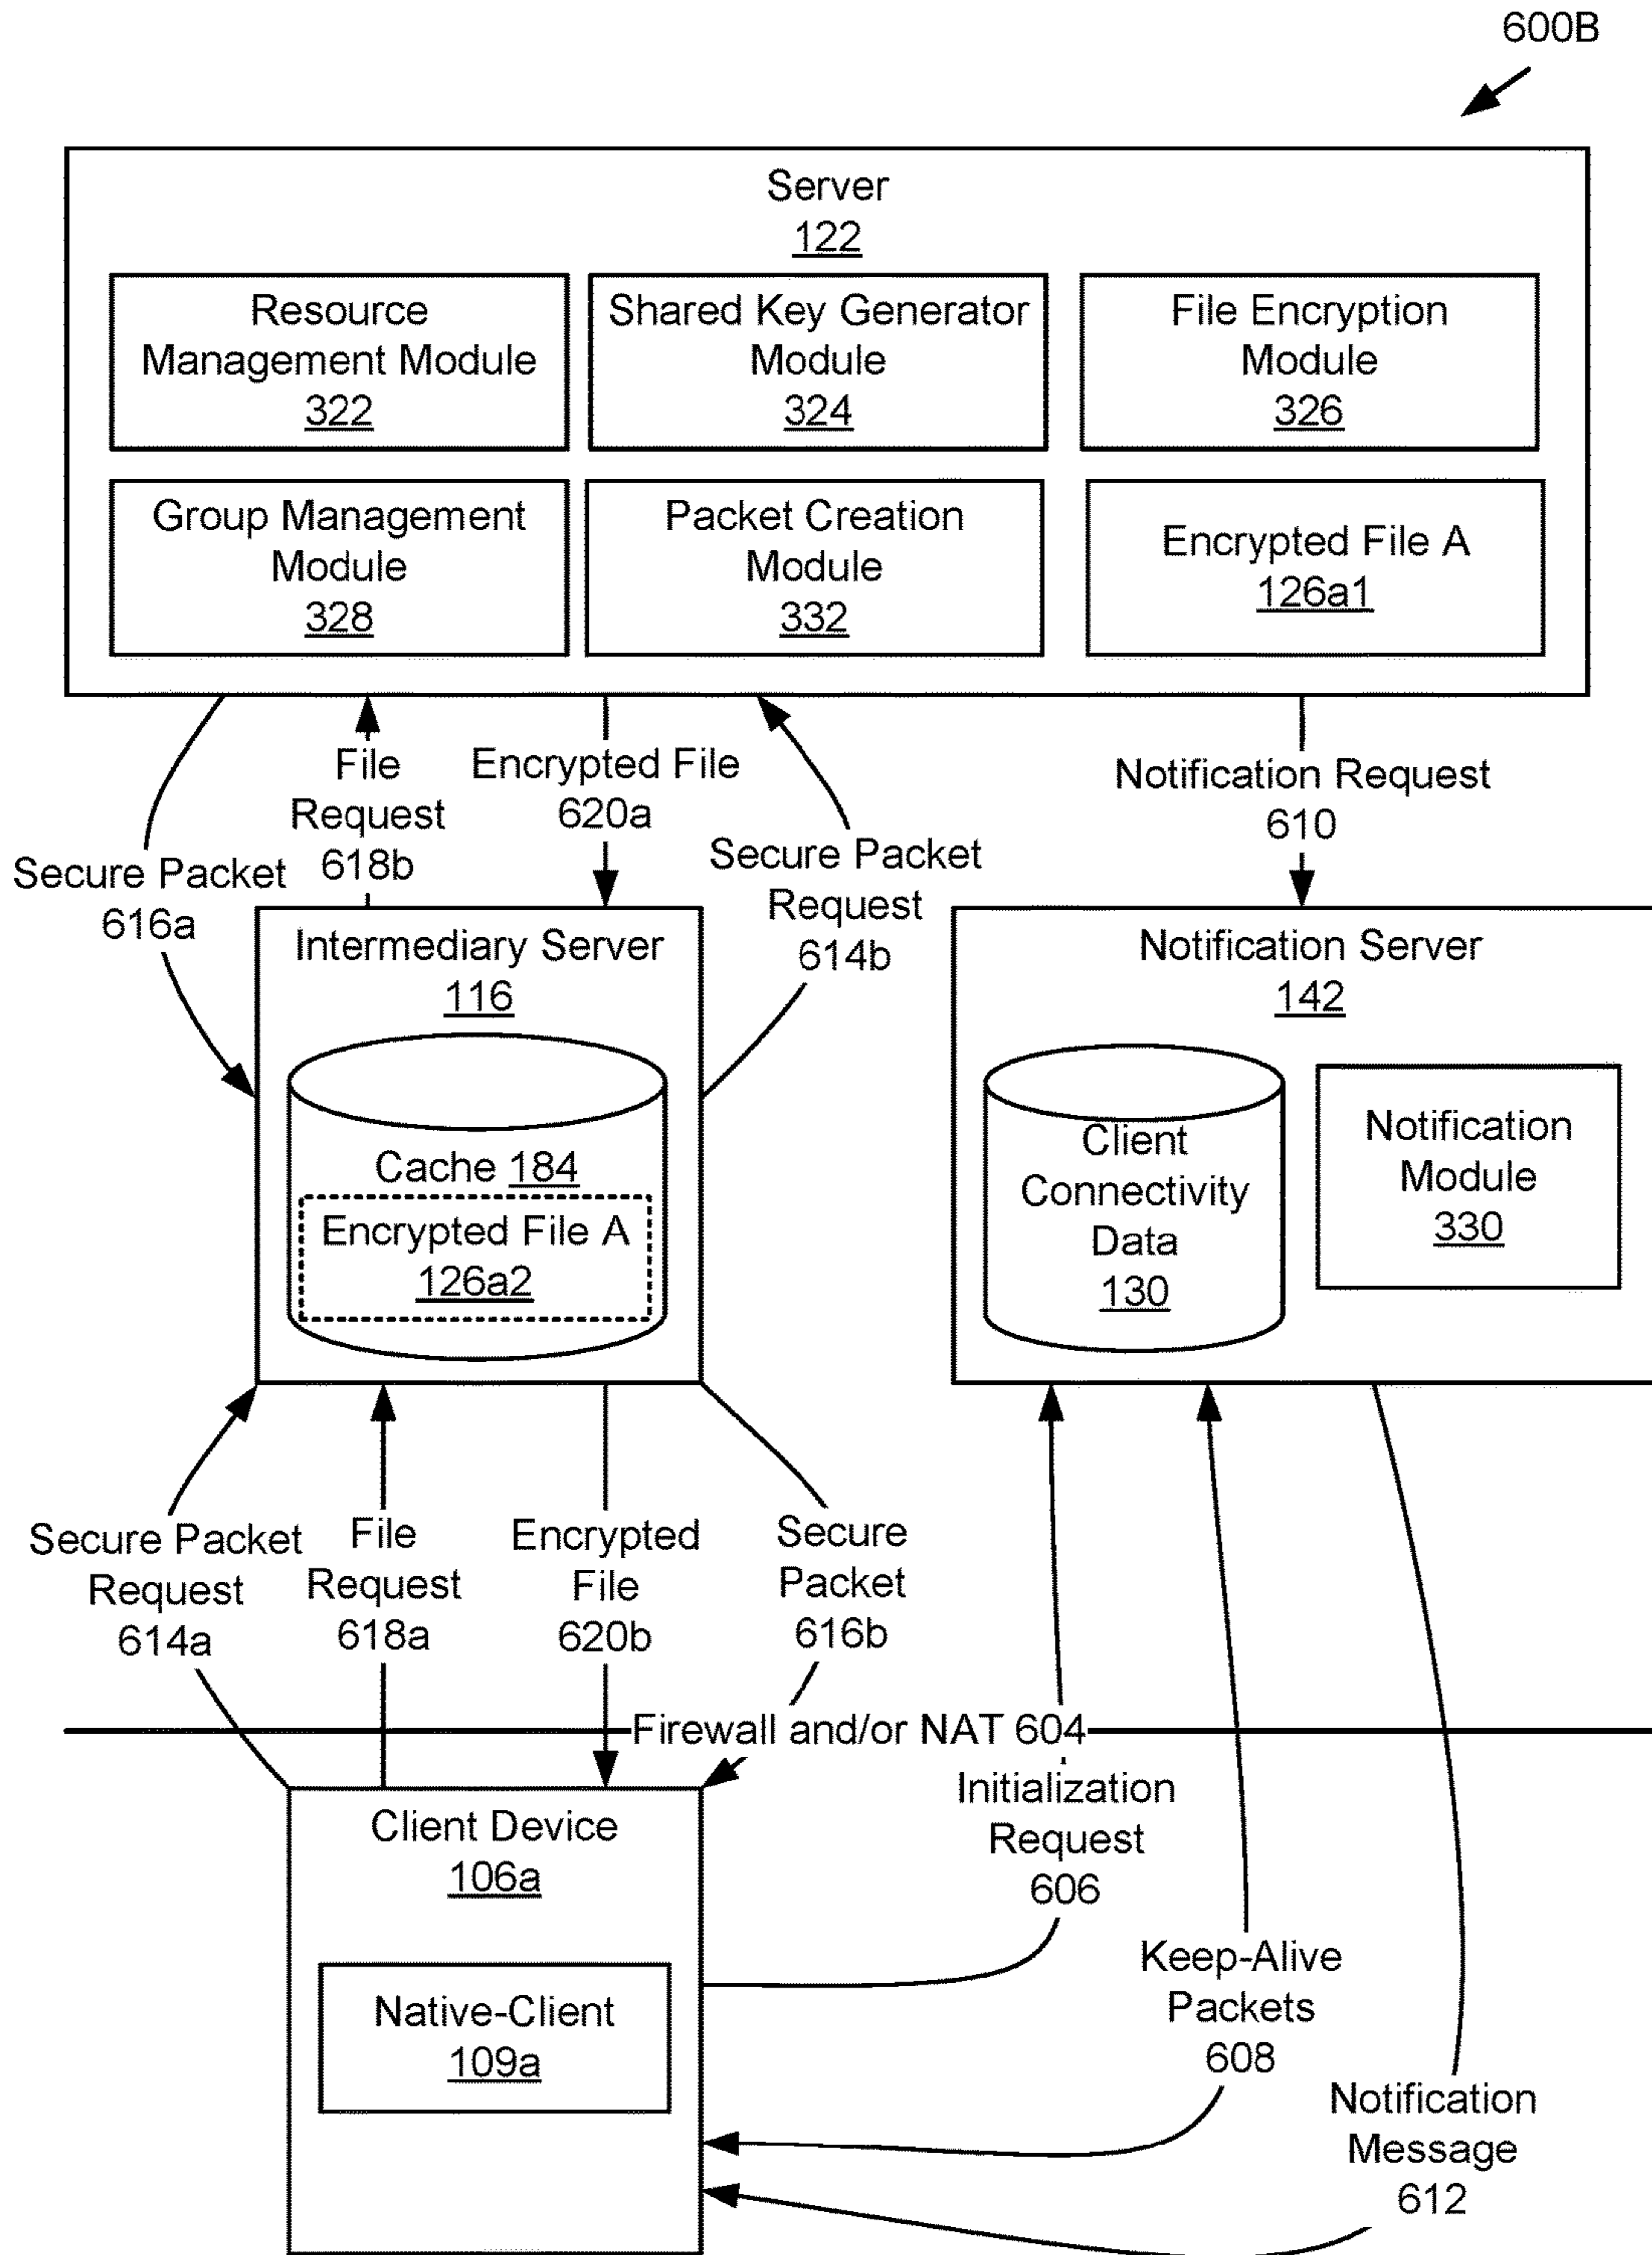 600B
Server
122
Resource
Management Module
322
Shared Key Generator
Module
324
File Encryption
Module
326
Group Management
Module
328
Packet Creation
Module
332
Encrypted File A
126a1
Secure Packet
616a
File
Request
618b
Encrypted File
620a
Secure Packet
Request
614b
Notification Request
610
Intermediary Server
116
Cache 184
Encrypted File A
126a2
Notification Server
142
Client
Connectivity
Data
130
Notification
Module
330
Secure Packet
Request
614a
File
Request
618a
Encrypted
File
620b
Secure
Packet
616b
Firewall and/or NAT 604
Client Device
106a
Native-Client
109a
Initialization
Request
606
Keep-Alive
Packets
608
Notification
Message
612